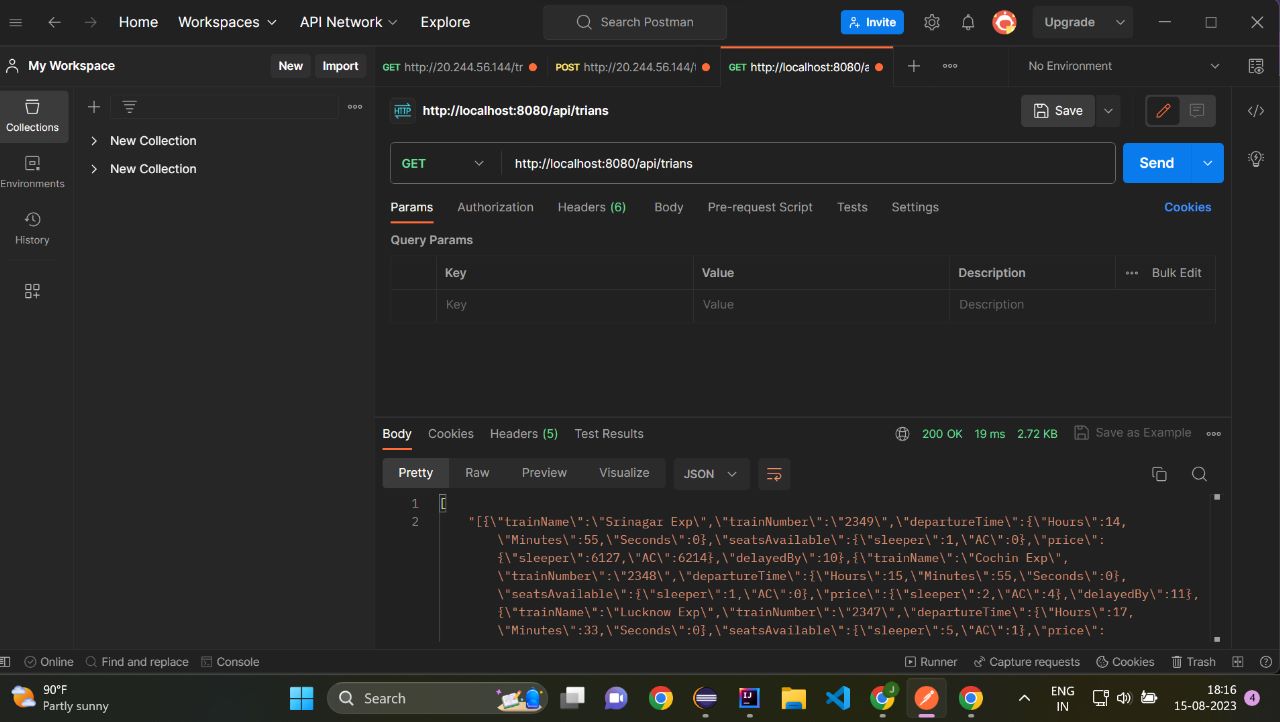 Home Workspaces API Network Explore Search Postman Invite Upgrade
My Workspace New Import GET http://20.244.56.144/tr POST http://20.244.56.144/t GET http://localhost:8080/a No Environment
Collections
Environments
History
New Collection
New Collection
HTTP http://localhost:8080/api/trians Save
GET http://localhost:8080/api/trians Send
Params Authorization Headers (6) Body Pre-request Script Tests Settings Cookies
Query Params
Key Value Description Bulk Edit
Key Value Description
Body Cookies Headers (5) Test Results 200 OK 19 ms 2.72 KB Save as Example
Pretty Raw Preview Visualize JSON
1 [
2 "[{\"trainName\":\"Srinagar Exp\",\"trainNumber\":\"2349\",\"departureTime\":{\"Hours\":14,
\"Minutes\":55,\"Seconds\":0},\"seatsAvailable\":{\"sleeper\":1,\"AC\":0},\"price\":
{\"sleeper\":6127,\"AC\":6214},\"delayedBy\":10},{\"trainName\":\"Cochin Exp\",
\"trainNumber\":\"2348\",\"departureTime\":{\"Hours\":15,\"Minutes\":55,\"Seconds\":0},
\"seatsAvailable\":{\"sleeper\":1,\"AC\":0},\"price\":{\"sleeper\":2,\"AC\":4},\"delayedBy\":11},
{\"trainName\":\"Lucknow Exp\",\"trainNumber\":\"2347\",\"departureTime\":{\"Hours\":17,
\"Minutes\":33,\"Seconds\":0},\"seatsAvailable\":{\"sleeper\":5,\"AC\":1},\"price\":
Online Find and replace Console Runner Capture requests Cookies Trash
90°F
Partly sunny
Search
J
IJ
ENG
IN
18:16
15-08-2023
4